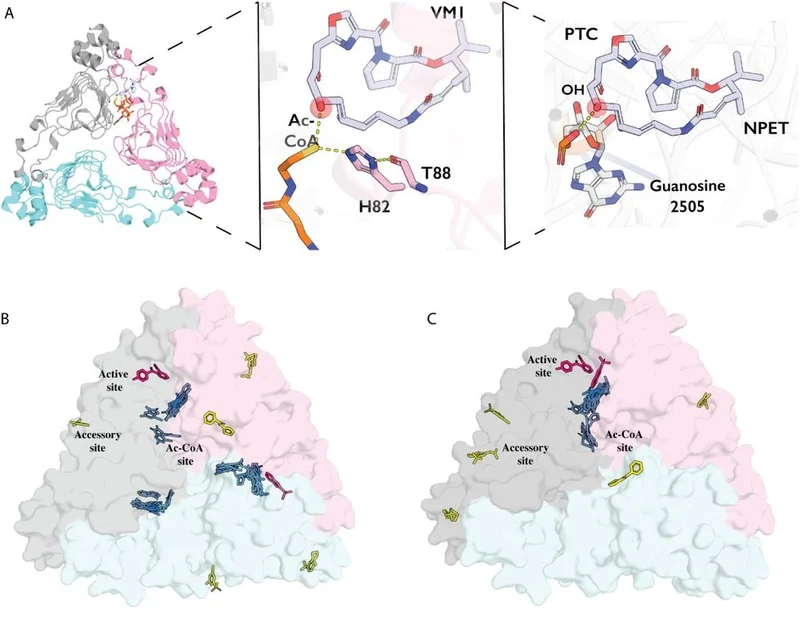 A
VM1
Ac-
CoA
T88
H82
PTC
OH
NPET
Guanosine
2505
B
Active
site
Accessory
site
Ac-CoA
site
C
Active
site
Accessory
site
Ac-CoA
site